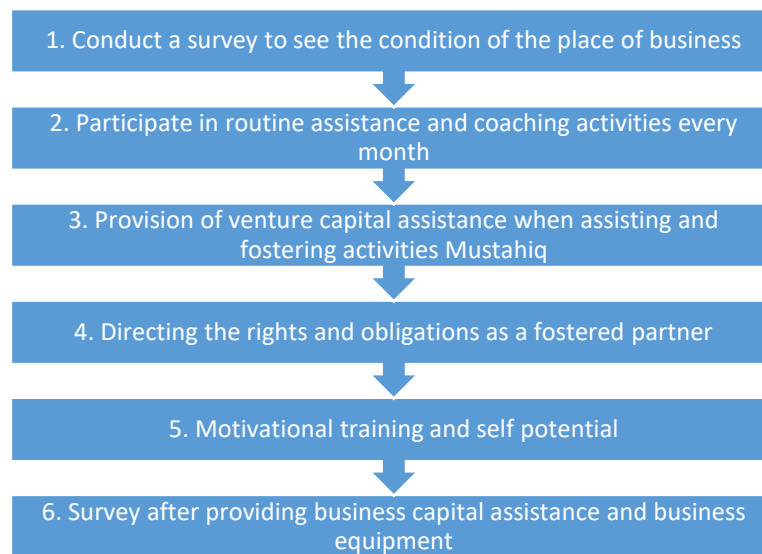 1. Conduct a survey to see the condition of the place of business
2. Participate in routine assistance and coaching activities every
month
3. Provision of venture capital assistance when assisting and
fostering activities Mustahiq
4. Directing the rights and obligations as a fostered partner
5. Motivational training and self potential
6. Survey after providing business capital assistance and business
equipment